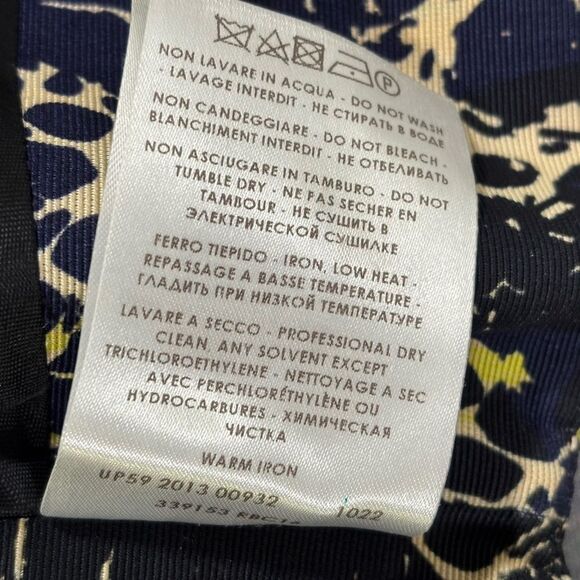 P
NON LAVARE IN ACQUA - DO NOT WASH
- LAVAGE INTERDIT - НЕ СТИРАТЬ В ВОДЕ
NON CANDEGGIARE - DO NOT BLEACH -
BLANCHIMENT INTERDIT - НЕ ОТБЕЛИВАТЬ
NON ASCIUGARE IN TAMBURO - DO NOT
TUMBLE DRY - NE PAS SECHER EN
TAMBOUR - НЕ СУШИТЬ В
ЭЛЕКТРИЧЕСКОЙ СУШИЛКЕ
FERRO TIEPIDO - IRON, LOW HEAT -
REPASSAGE A BASSE TEMPERATURE -
ГЛАДИТЬ ПРИ НИЗКОЙ ТЕМПЕРАТУРЕ
LAVARE A SECCO - PROFESSIONAL DRY
CLEAN, ANY SOLVENT EXCEPT
TRICHLOROETHYLENE - NETTOYAGE A SEC
AVEC PERCHLORÉTHYLÈNE OU
HYDROCARBURES - ХИМИЧЕСКАЯ
ЧИСТКА
WARM IRON
UP59 2013 00932 1022
339153